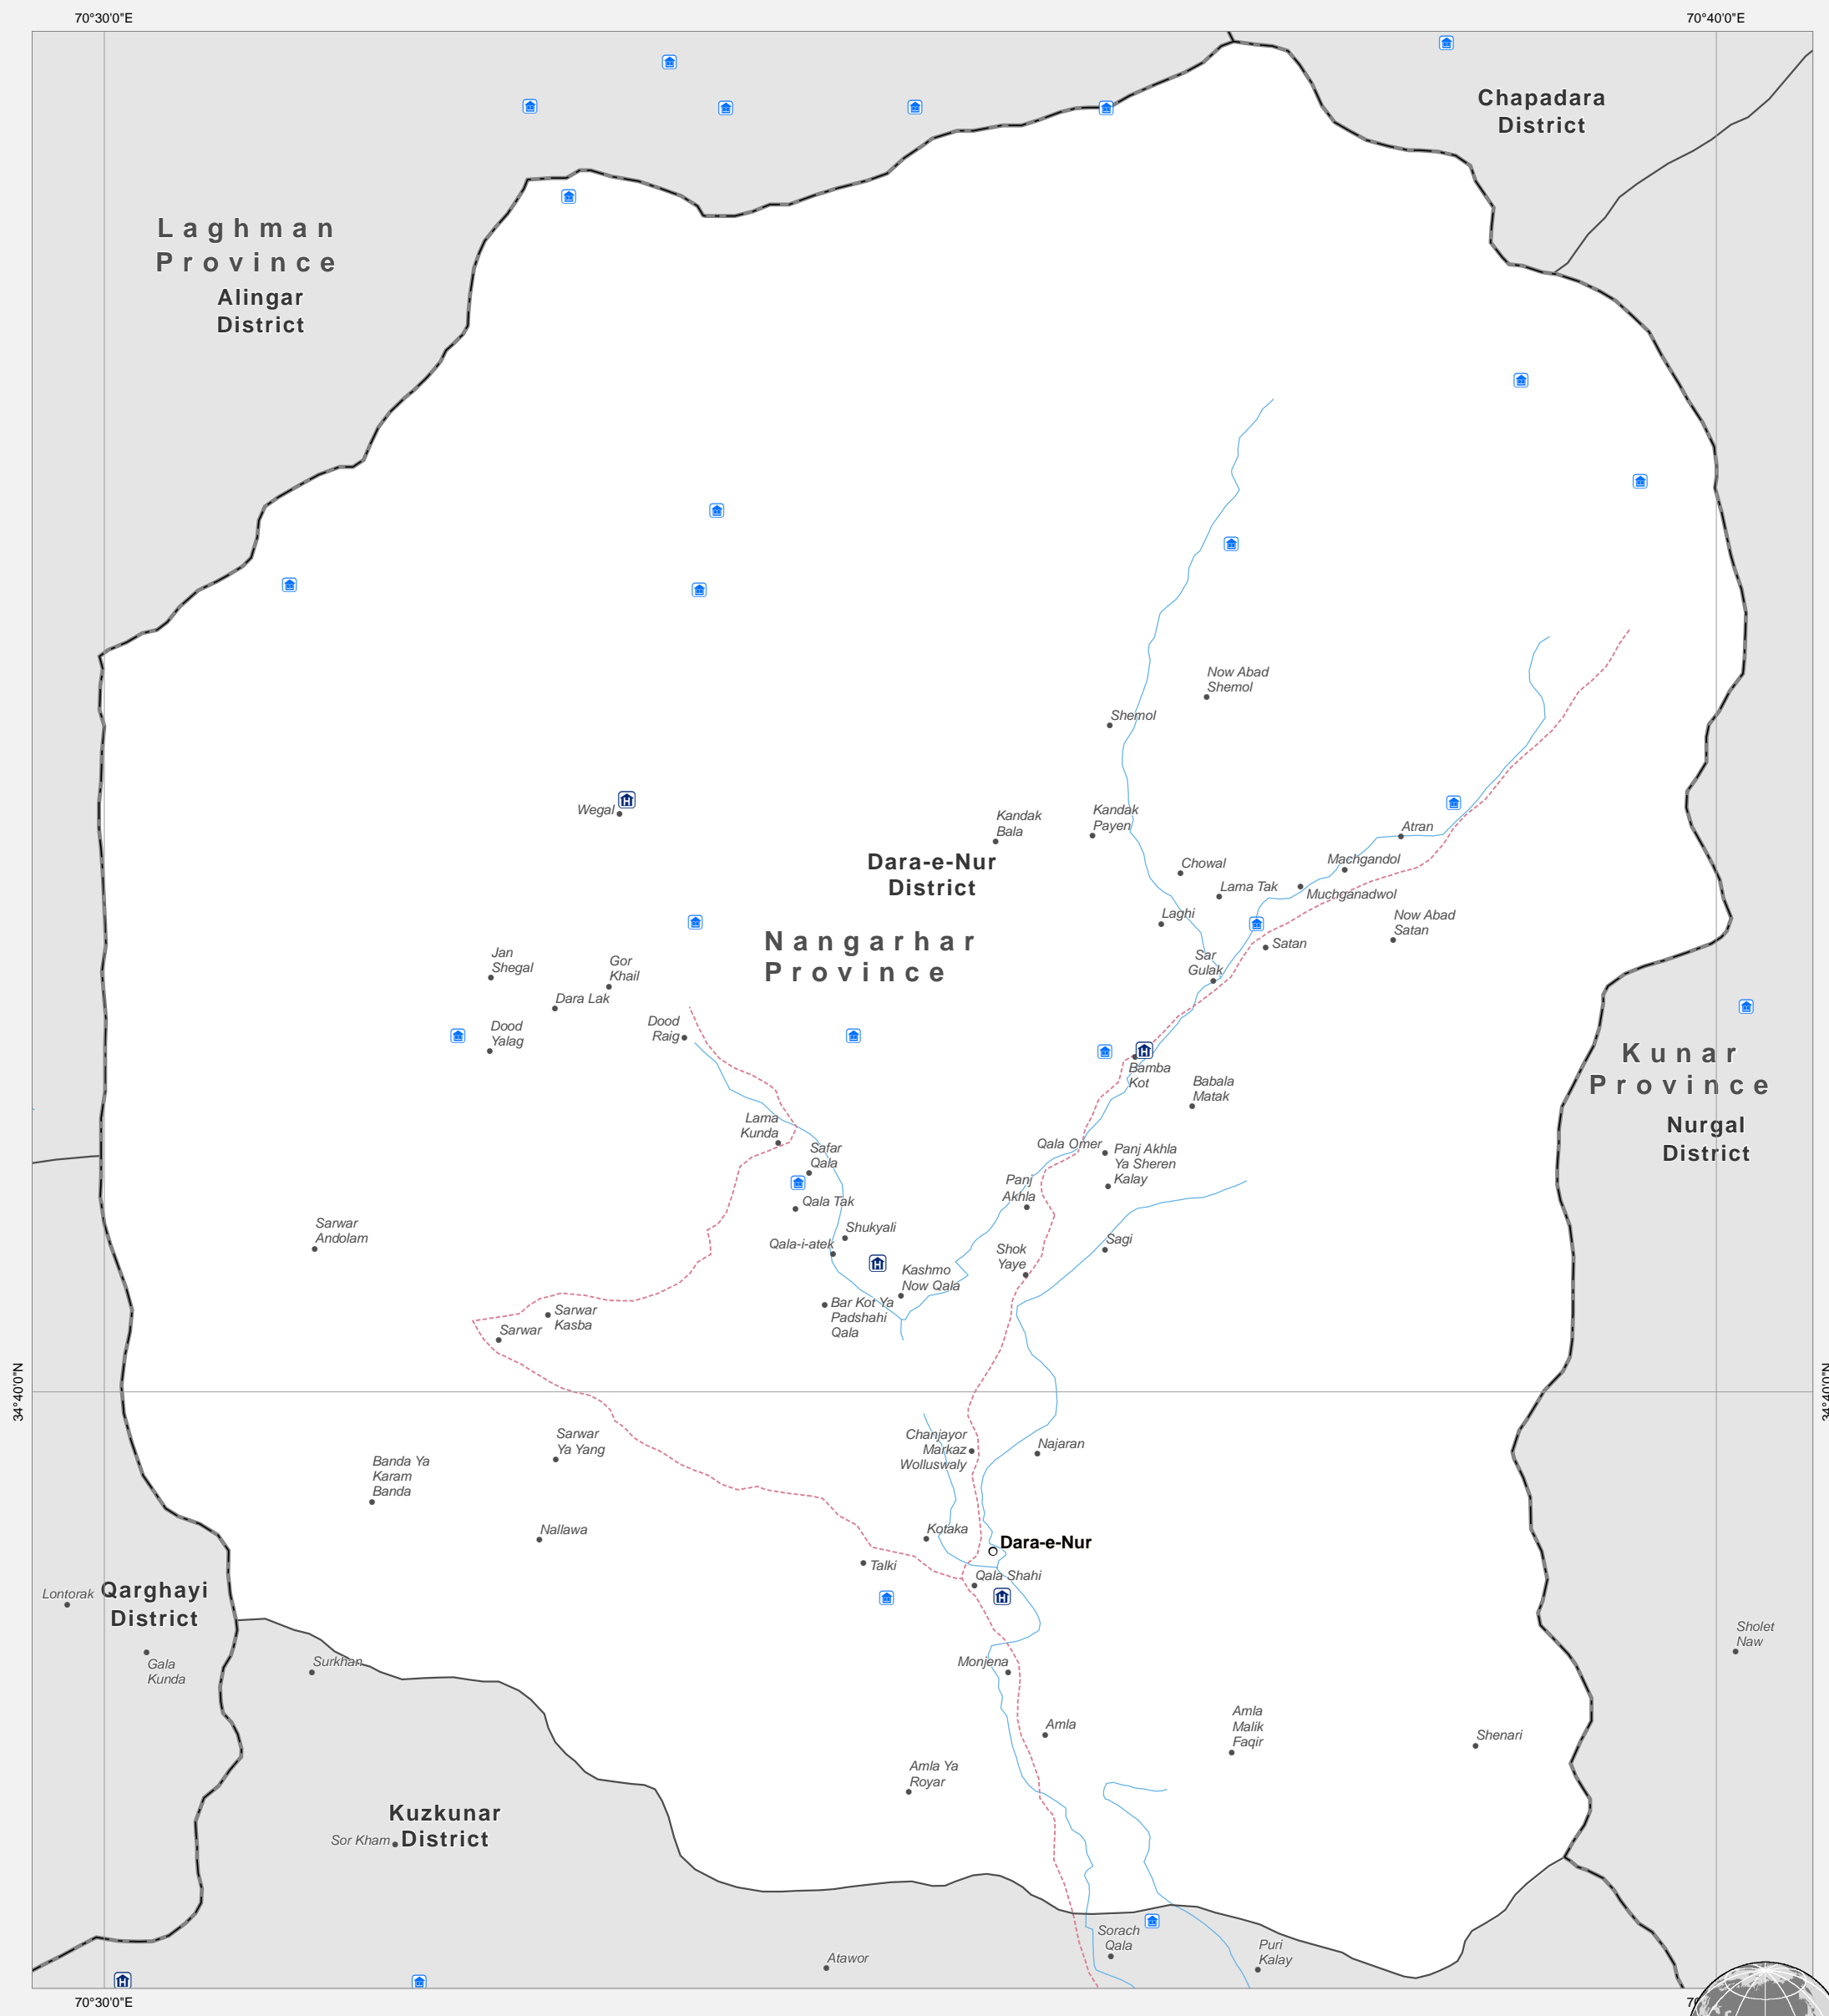 70°30'0"E
70°40'0"E
Chapadara
District
Laghman
Province
Alingar
District
Now Abad
Shemol
Shemol
Wegal
Kandak
Bala
Kandak
Payen
Atran
Dara-e-Nur
District
Chowal
Machgandol
Lama Tak
Muchganadwol
Laghi
Now Abad
Satan
Nangarhar
Province
Satan
Jan
Shegal
Gor
Khail
Sar
Gulak
Dara Lak
Dood
Yalag
Dood
Raig
Kunar
Province
Bamba
Kot
Babala
Matak
Nurgal
District
Lama
Kunda
Safar
Qala
Qala Omer
Panj Akhla
Ya Sheren
Kalay
Panj
Akhla
Qala Tak
Sarwar
Andolam
Shukyali
Qala-i-atek
Sagi
Shok
Yaye
Kashmo
Now Qala
Bar Kot Ya
Padshahi
Qala
Sarwar
Kasba
Sarwar
34°40'0"N
34°40'0"N
Sarwar
Ya Yang
Chanjayor
Markaz
Wolluswaly
Najaran
Banda Ya
Karam
Banda
Nallawa
Kotaka
Dara-e-Nur
Talki
Qala Shahi
Lontorak
Qarghayi
District
Sholet
Naw
Gala
Kunda
Surkhan
Monjena
Amla
Amla
Malik
Faqir
Shenari
Amla Ya
Royar
Kuzkunar
District
Sor Kham
Sorach
Qala
Atawor
Puri
Kalay
70°30'0"E